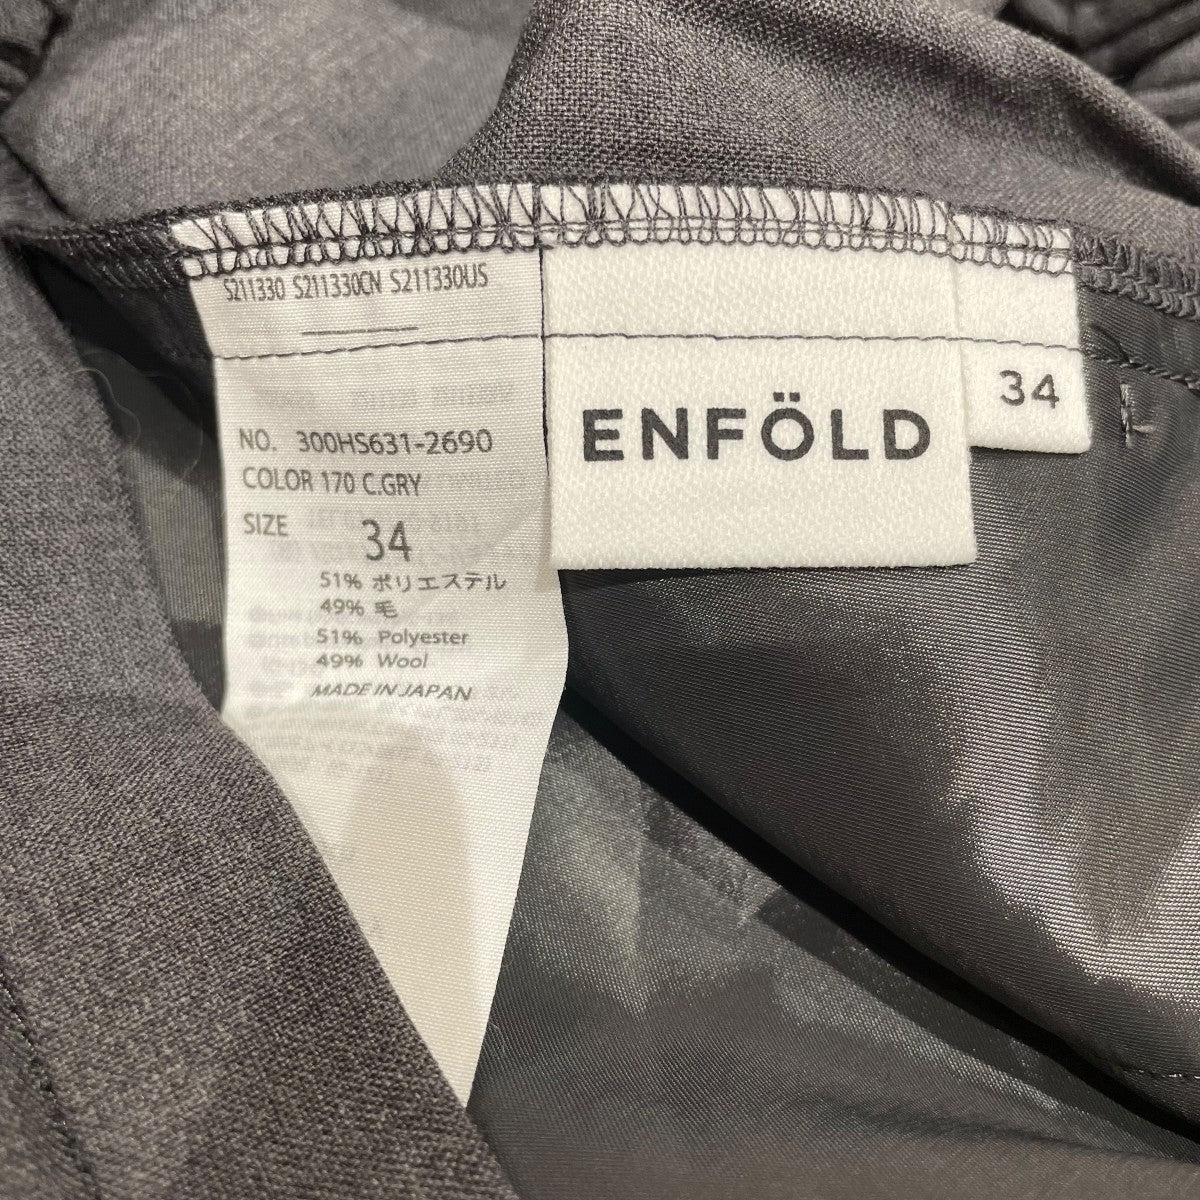 S211330 S211330CN S211330US
NO. 300HS631-2690
COLOR 170 C.GRY
SIZE 34
51% ポリエステル
49% 毛
51% Polyester
49% Wool
MADE IN JAPAN
ENFÖLD
34